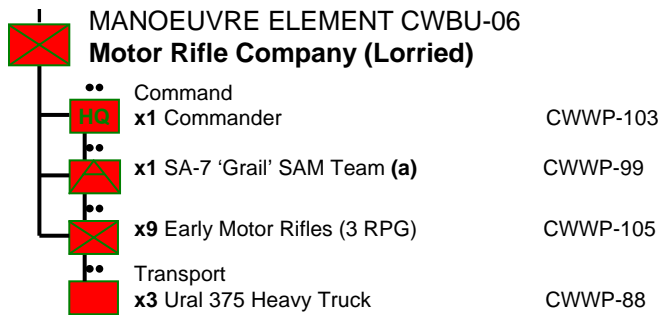 MANOEUVRE ELEMENT CWBU-06
Motor Rifle Company (Lorried)
Command
HQ x1 Commander CWWP-103
x1 SA-7 ‘Grail’ SAM Team (a) CWWP-99
x9 Early Motor Rifles (3 RPG) CWWP-105
Transport
x3 Ural 375 Heavy Truck CWWP-88